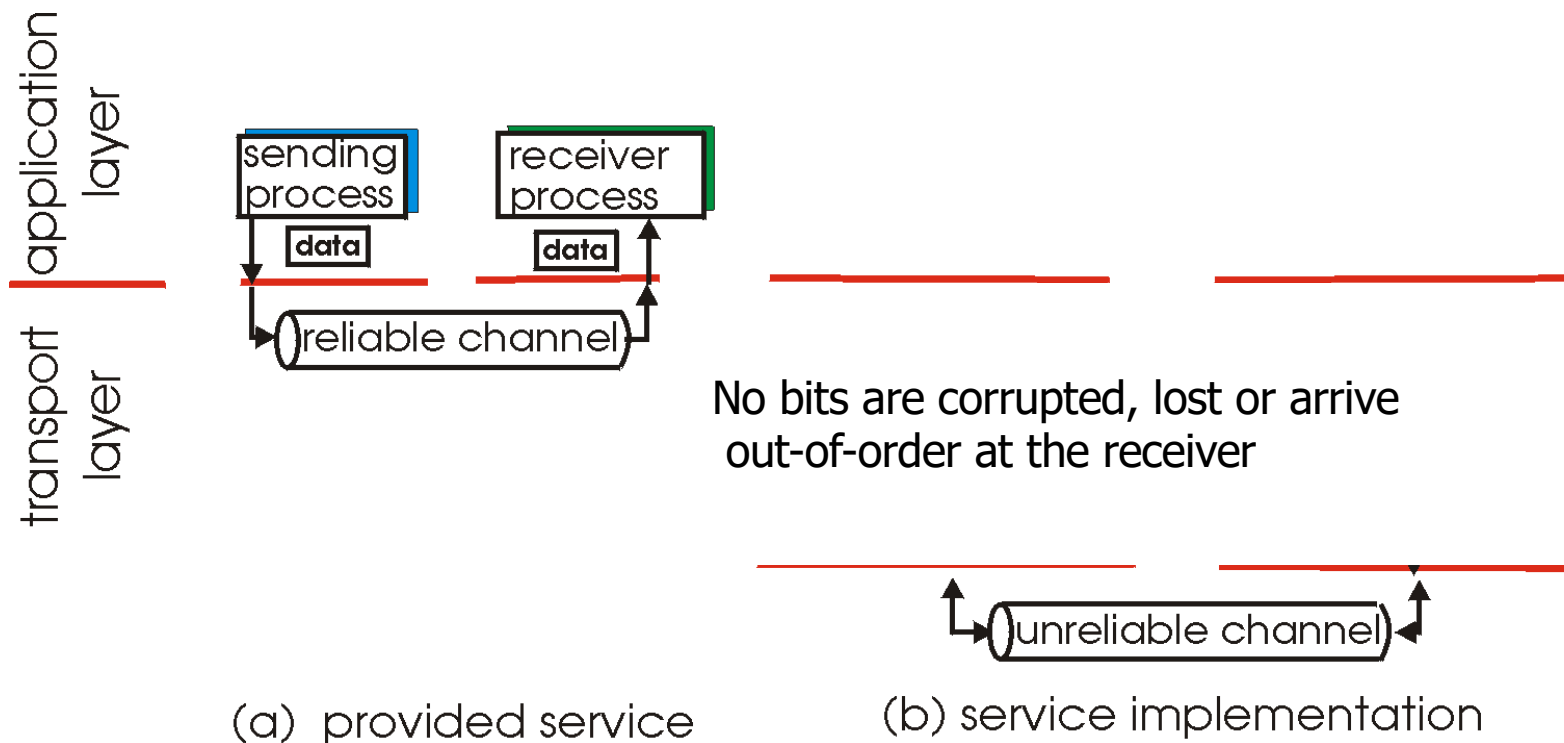 application
layer
transport
layer
sending
process
receiver
process
data
data
reliable channel
No bits are corrupted, lost or arrive
out-of-order at the receiver
unreliable channel
(a) provided service
(b) service implementation